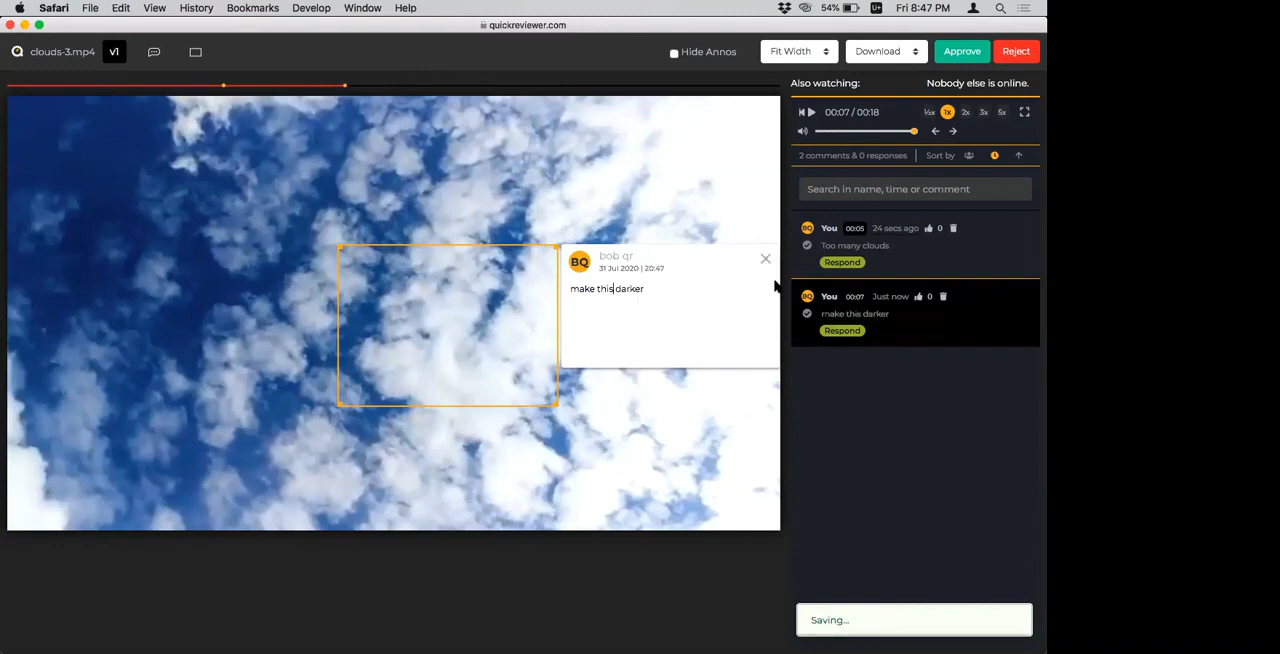 Safari File Edit View History Bookmarks Develop Window Help 54% Fri 8:47 PM
quickreviewer.com
clouds-3.mp4 v1 Hide Annos Fit Width Download Approve Reject
Also watching: Nobody else is online.
00:07 / 00:18 ½x 1x 2x 3x 5x
2 comments & 0 responses Sort by
Search in name, time or comment
BQ You 00:05 24 secs ago 0
Too many clouds
Respond
BQ You 00:07 Just now 0
make this darker
Respond
BQ bob qr
31 Jul 2020 | 20:47
make this darker
Saving...